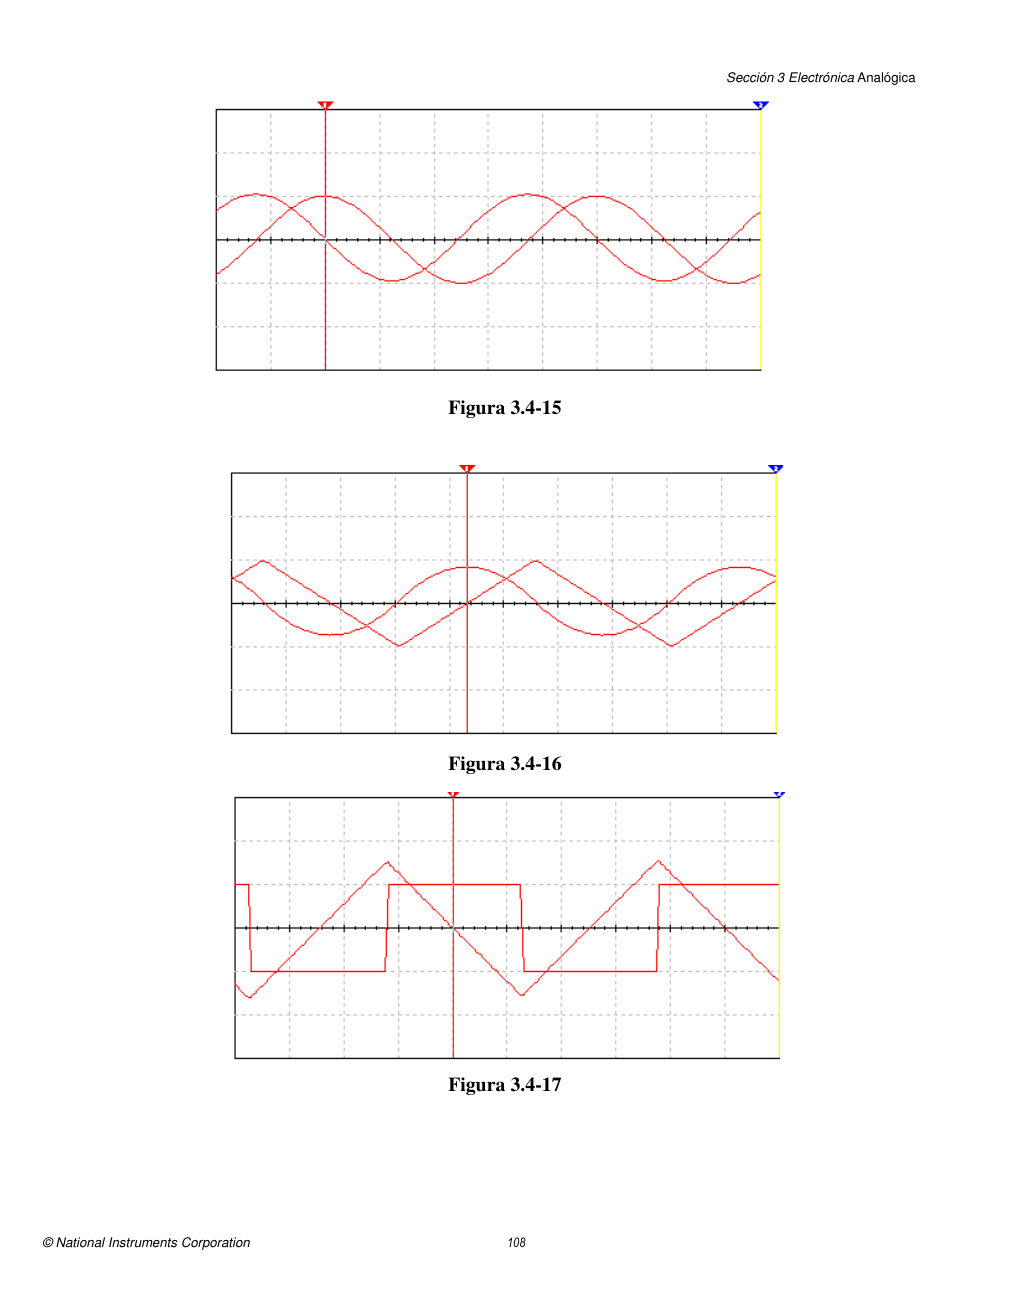 Sección 3 Electrónica Analógica
Figura 3.4-15
Figura 3.4-16
Figura 3.4-17
© National Instruments Corporation
108